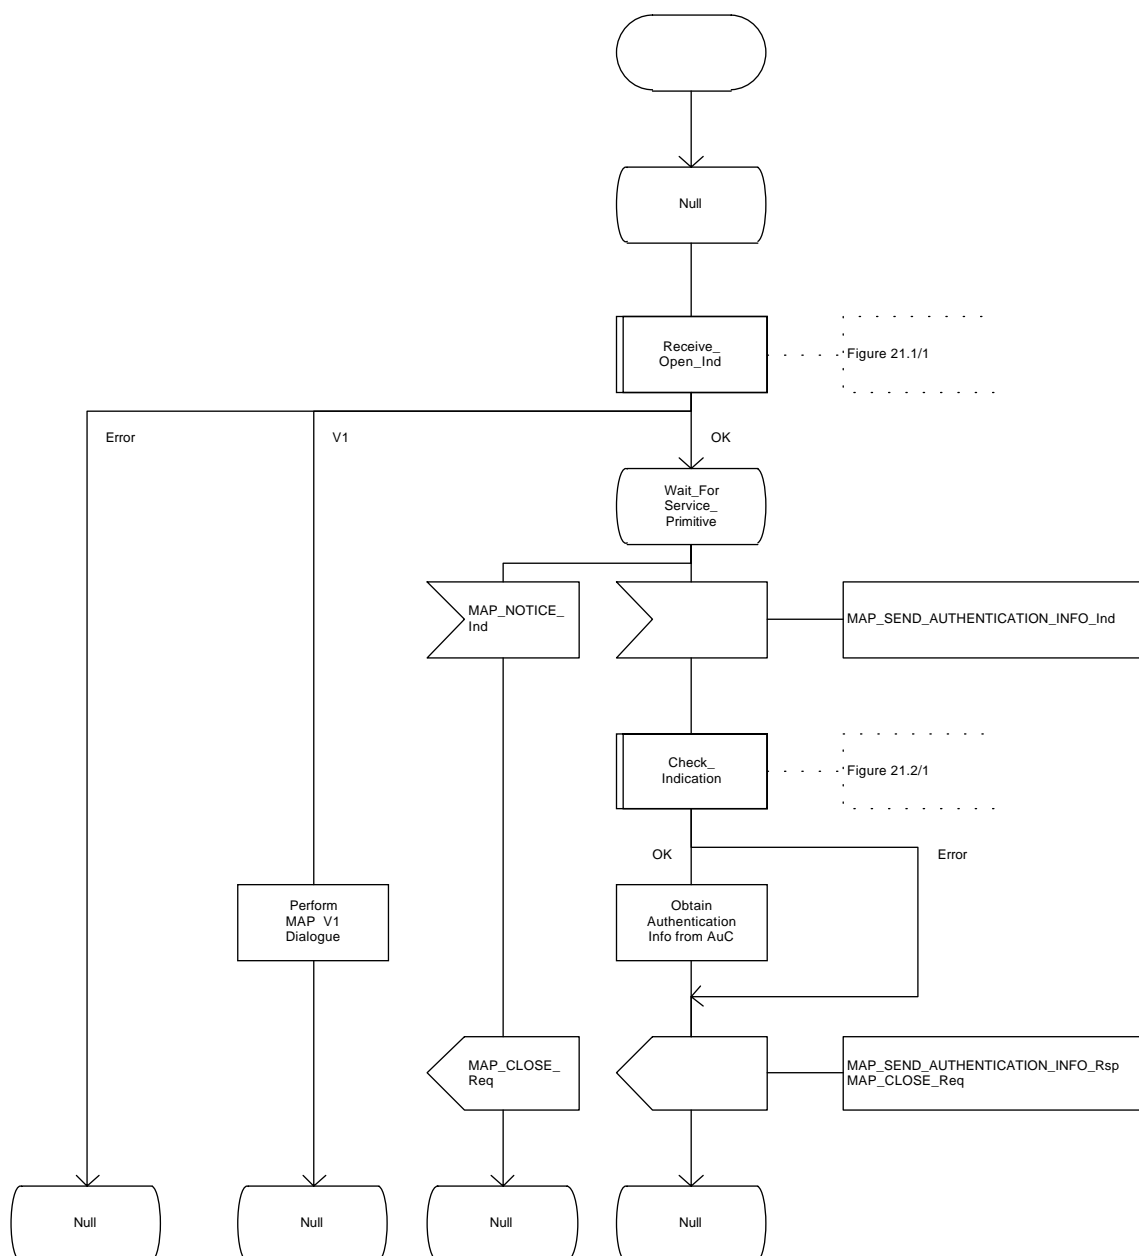 Null
Receive_
Open_Ind
Figure 21.1/1
Error
V1
OK
Wait_For
Service_
Primitive
MAP_NOTICE_
Ind
MAP_SEND_AUTHENTICATION_INFO_Ind
Check_
Indication
Figure 21.2/1
OK
Error
Perform
MAP V1
Dialogue
Obtain
Authentication
Info from AuC
MAP_CLOSE_
Req
MAP_SEND_AUTHENTICATION_INFO_Rsp
MAP_CLOSE_Req
Null
Null
Null
Null